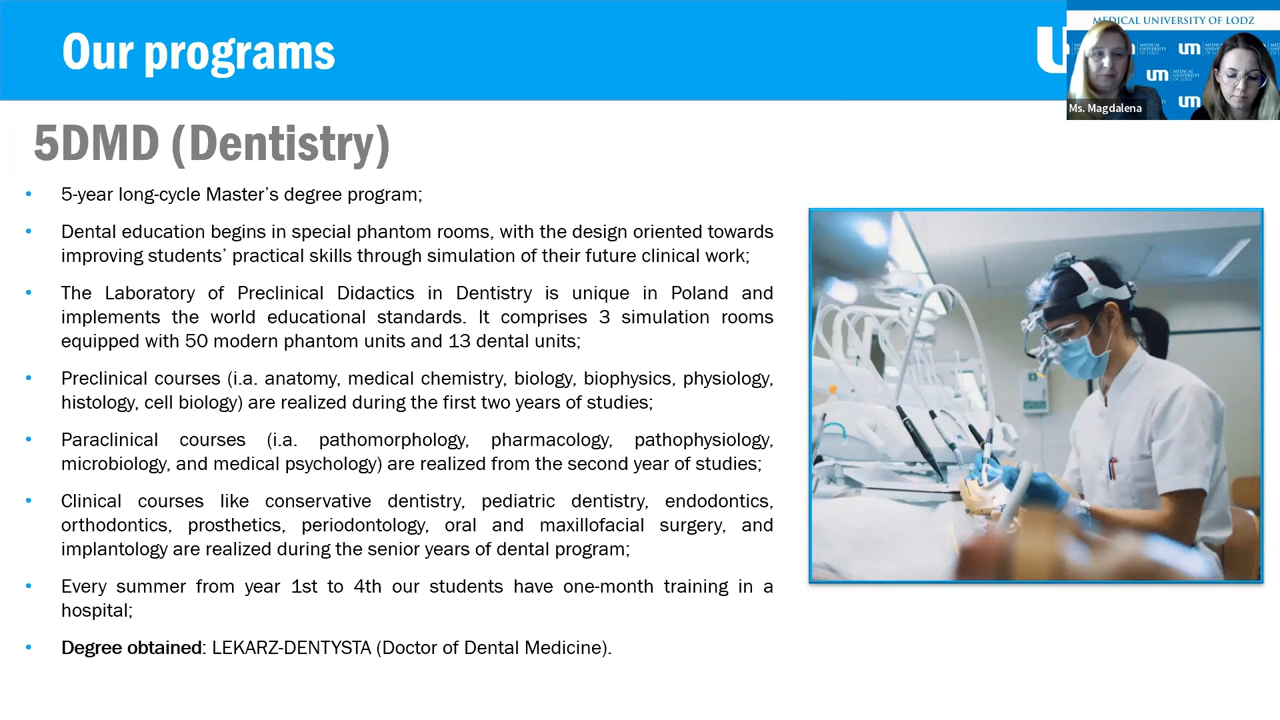 Our programs
MEDICAL UNIVERSITY OF LODZ
Ms. Magdalena
5DMD (Dentistry)
• 5-year long-cycle Master’s degree program;
• Dental education begins in special phantom rooms, with the design oriented towards
improving students’ practical skills through simulation of their future clinical work;
• The Laboratory of Preclinical Didactics in Dentistry is unique in Poland and
implements the world educational standards. It comprises 3 simulation rooms
equipped with 50 modern phantom units and 13 dental units;
• Preclinical courses (i.a. anatomy, medical chemistry, biology, biophysics, physiology,
histology, cell biology) are realized during the first two years of studies;
• Paraclinical courses (i.a. pathomorphology, pharmacology, pathophysiology,
microbiology, and medical psychology) are realized from the second year of studies;
• Clinical courses like conservative dentistry, pediatric dentistry, endodontics,
orthodontics, prosthetics, periodontology, oral and maxillofacial surgery, and
implantology are realized during the senior years of dental program;
• Every summer from year 1st to 4th our students have one-month training in a
hospital;
• Degree obtained: LEKARZ-DENTYSTA (Doctor of Dental Medicine).